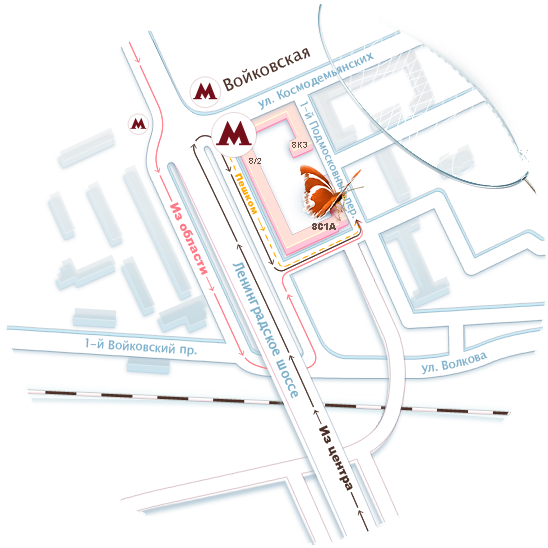 Войковская
ул. Космодемьянских
1-й Подмосковный пер.
8К3
8/2
Пешком
8С1А
Из области
Ленинградское шоссе
1-й Войковский пр.
ул. Волкова
Из центра